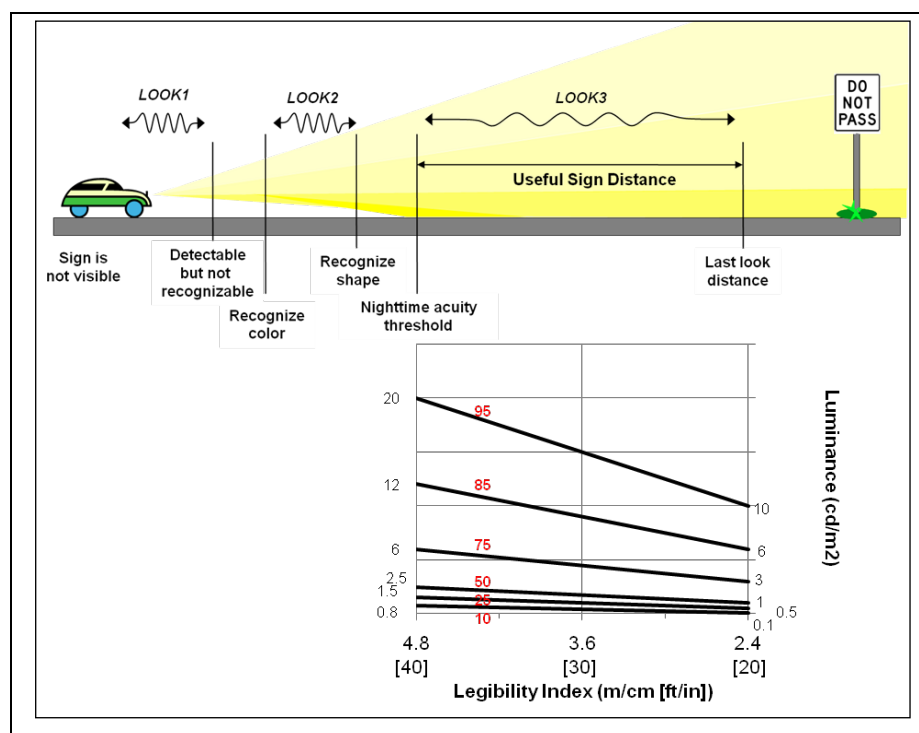 LOOK1
LOOK2
LOOK3
DO
NOT
PASS
Useful Sign Distance
Sign is
not visible
Detectable
but not
recognizable
Recognize
color
Recognize
shape
Nighttime acuity
threshold
Last look
distance
20
95
10
12
85
6
6
75
3
2.5
50
1
1.5
25
0.5
0.8
10
0.1
Luminance (cd/m2)
4.8
[40]
3.6
[30]
2.4
[20]
Legibility Index (m/cm [ft/in])